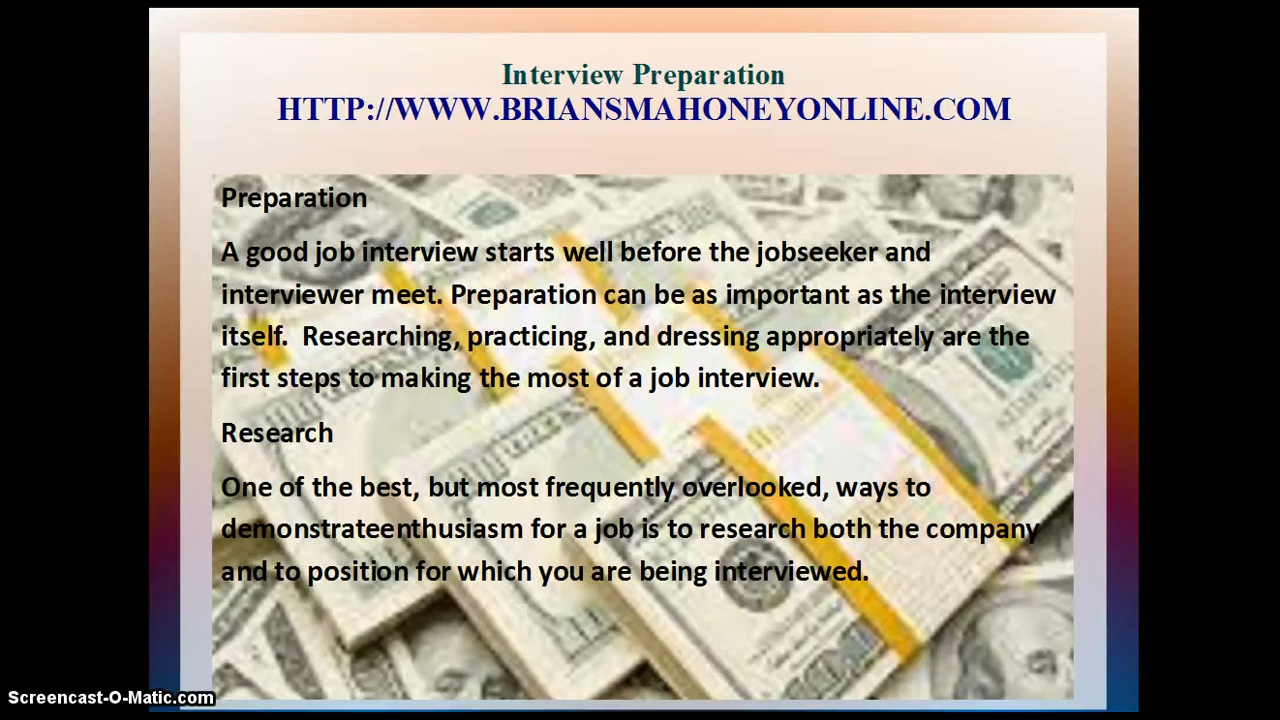 Interview Preparation
HTTP://WWW.BRIANSMAHONEYONLINE.COM
Preparation
A good job interview starts well before the jobseeker and
interviewer meet. Preparation can be as important as the interview
itself.  Researching, practicing, and dressing appropriately are the
first steps to making the most of a job interview.
Research
One of the best, but most frequently overlooked, ways to
demonstrateenthusiasm for a job is to research both the company
and to position for which you are being interviewed.
Screencast-O-Matic.com